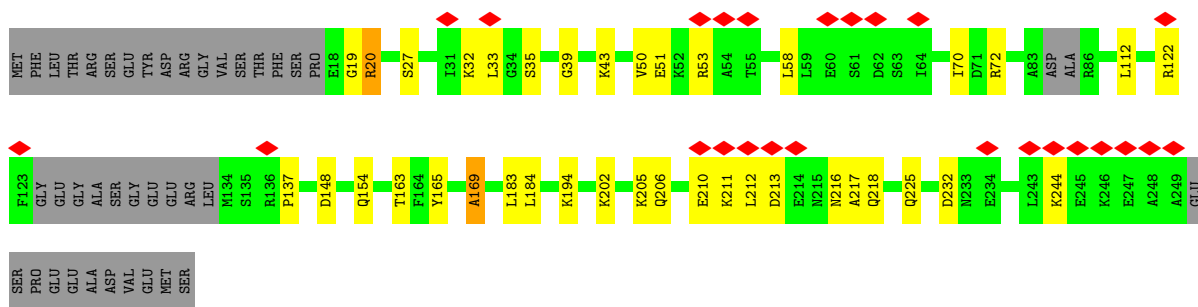 MET PHE LEU THR ARG SER GLU TYR ASP ARG GLY VAL SER THR PHE SER PRO E18 G19 R20 S27 I31 K32 L33 G34 S35 G39 K43 V50 E51 K52 R53 A54 T55 L58 L59 E60 S61 D62 S63 I64 I70 D71 R72 A83 ASP ALA R86 L112 R122
F123 GLY GLU GLY ALA SER GLY GLU GLU ARG LEU M134 S135 R136 P137 D148 Q154 T163 F164 Y165 A169 L183 L184 K194 K202 K205 Q206 E210 K211 L212 D213 E214 N215 N216 A217 Q218 Q225 D232 N233 E234 L243 K244 E245 K246 E247 A248 A249 GLU
SER PRO GLU GLU ALA ASP VAL GLU MET SER